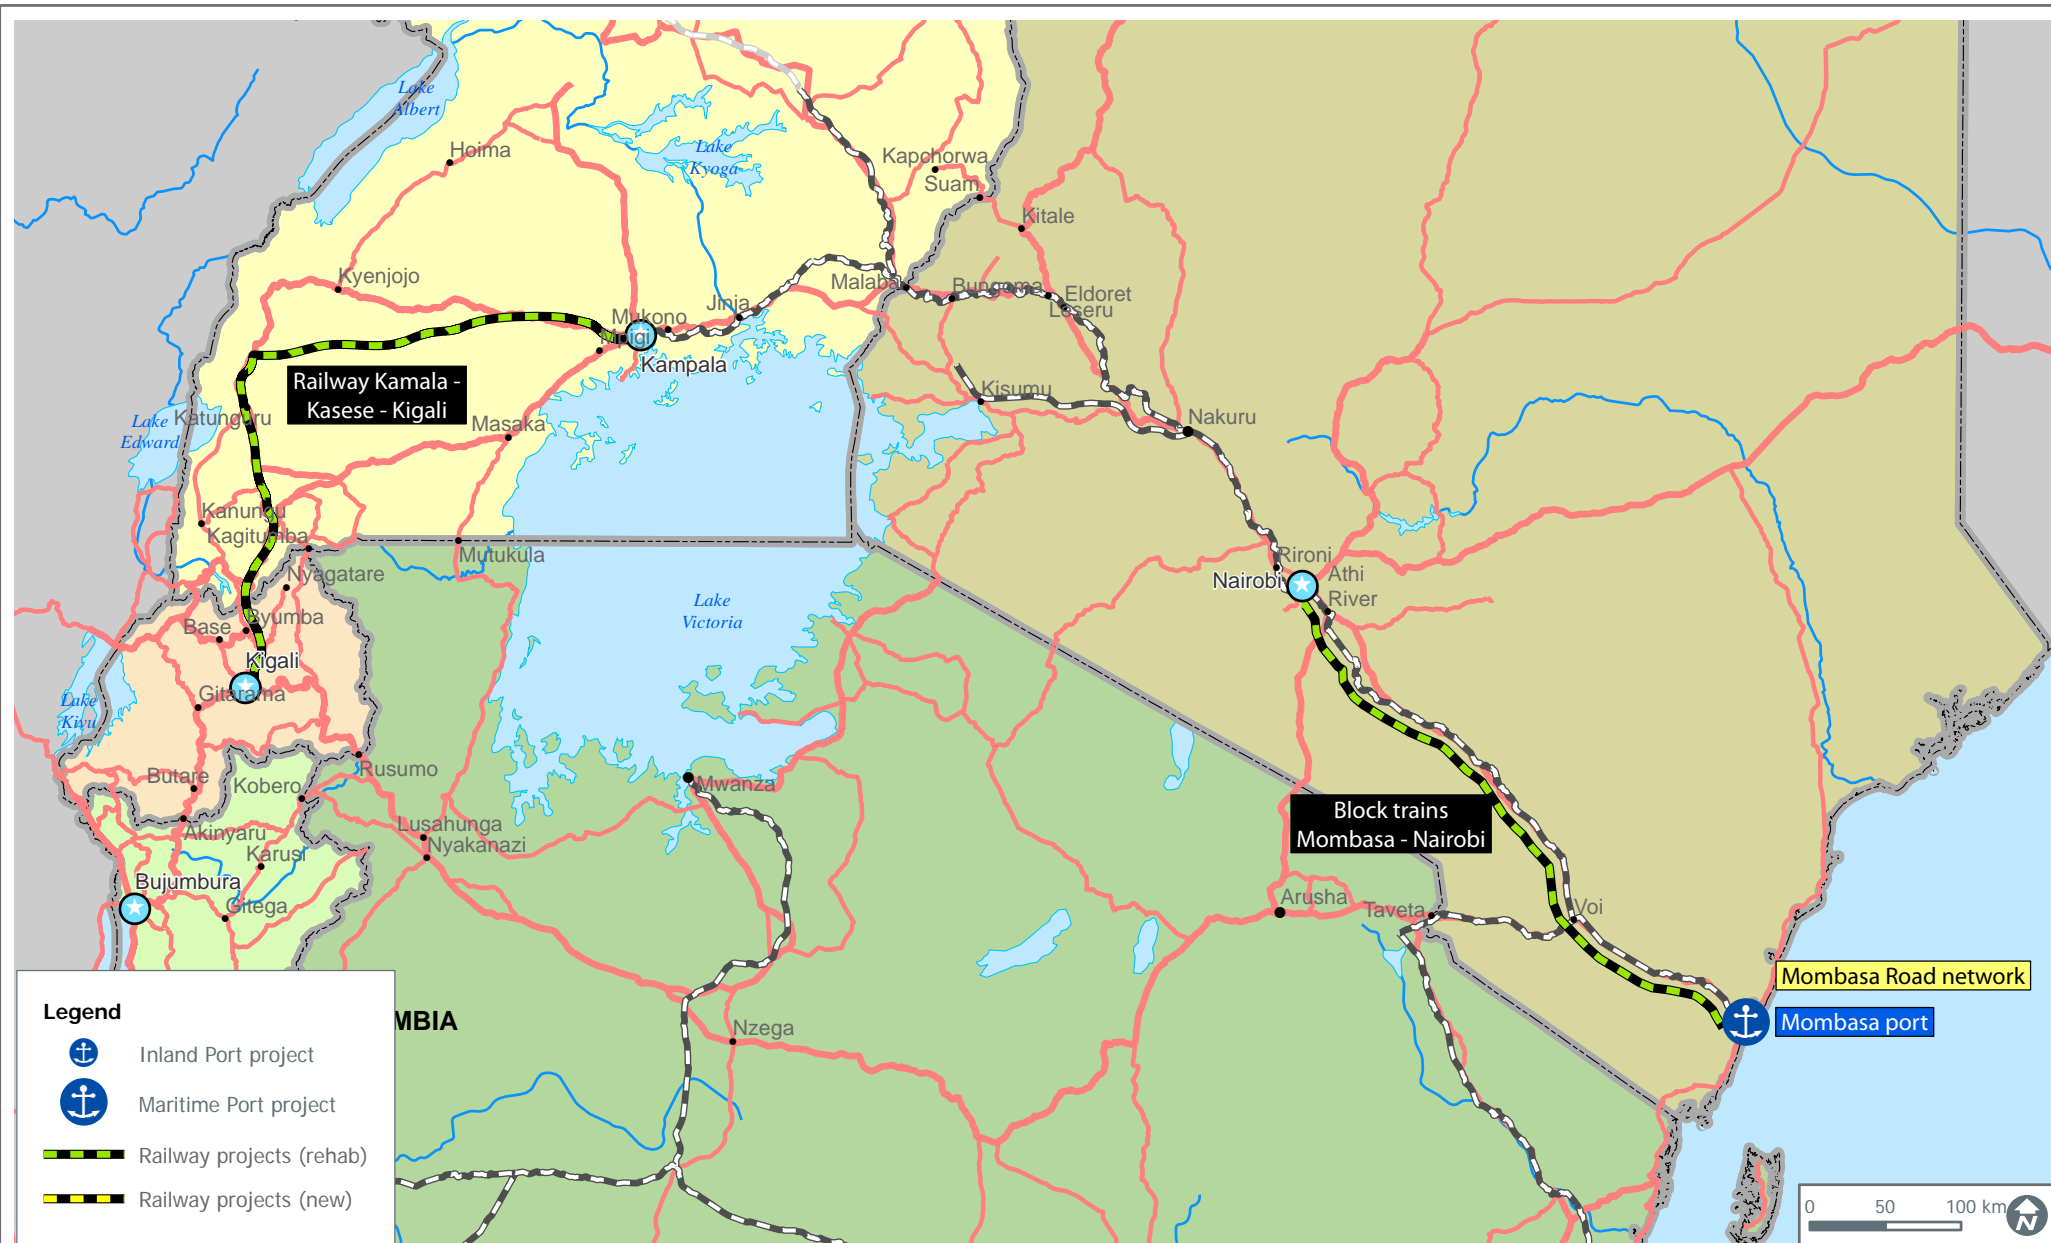 Lake
Albert
Hoima
Lake
Kyoga
Kapchorwa
Suam
Kitale
Kyenjojo
Malaba
Bungoma
Eldoret
Leseru
Jinja
Mukono
Mpigi
Kampala
Railway Kamala -
Kasese - Kigali
Kisumu
Nakuru
Lake
Edward
Katunguru
Masaka
Kanungu
Kagitumba
Mutukula
Rironi
Nairobi
Athi
River
Nyagatare
Lake
Victoria
Byumba
Base
Kigali
Gitarama
Lake
Kivu
Rusumo
Butare
Kobero
Mwanza
Block trains
Mombasa - Nairobi
Akinyaru
Lusahunga
Nyakanazi
Karusi
Bujumbura
Gitega
Arusha
Taveta
Voi
Mombasa Road network
Mombasa port
MBIA
Nzega
Legend
Inland Port project
Maritime Port project
Railway projects (rehab)
Railway projects (new)
0 50 100 km
N